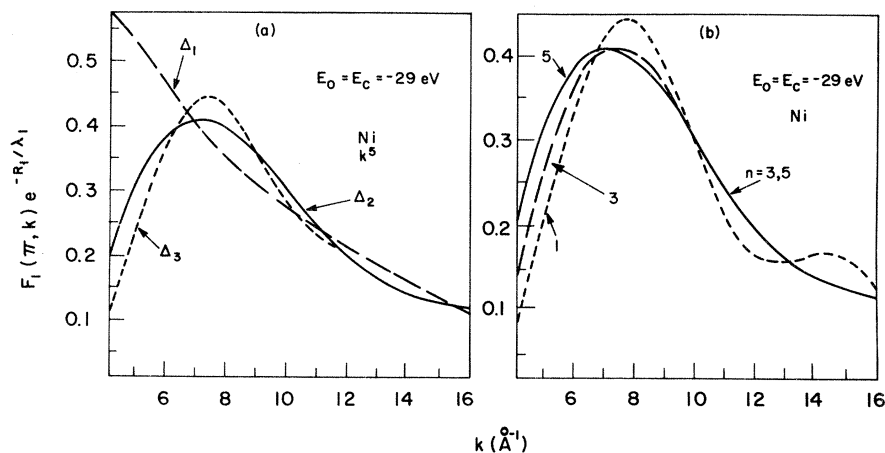 (a)
Δ₁
E₀ = E_C = −29 eV
Ni
k⁵
Δ₂
Δ₃
0.5
0.4
0.3
0.2
0.1
F₁ (π, k) e^{−R₁/λ₁}
6 8 10 12 14 16
(b)
5
E₀ = E_C = −29 eV
Ni
n = 3,5
3
1
0.4
0.3
0.2
0.1
6 8 10 12 14 16
k (Å⁻¹)